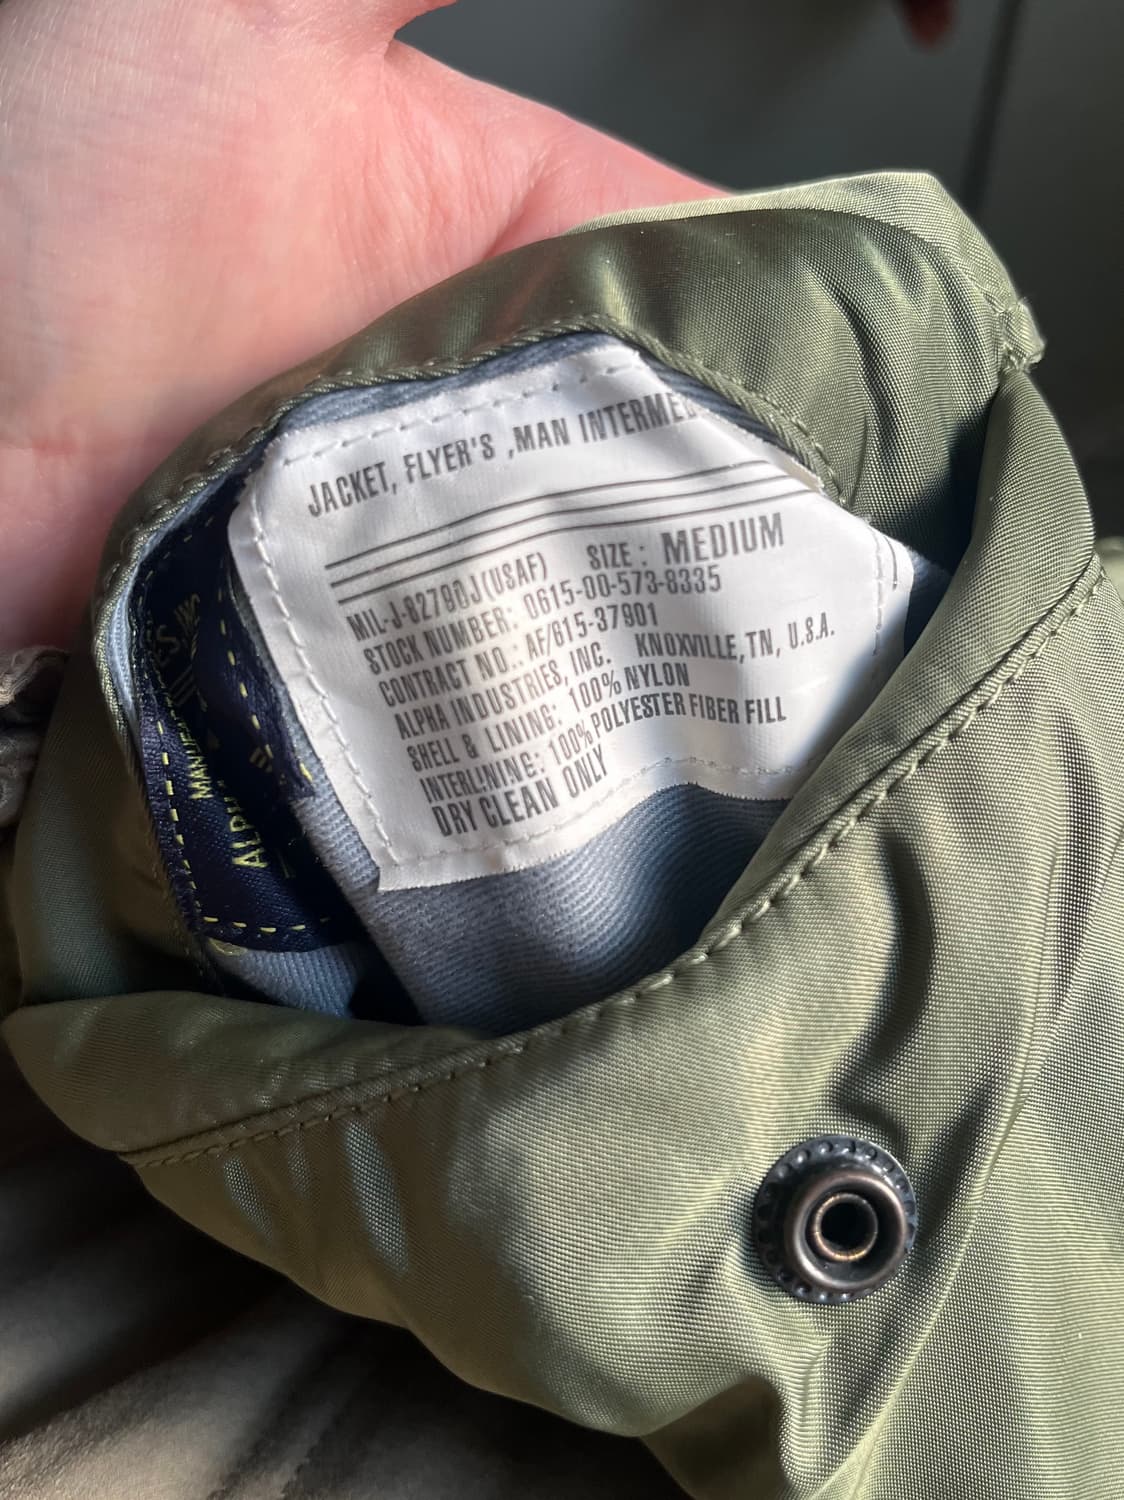 JACKET, FLYER'S ,MAN INTERMED
SIZE: MEDIUM
MIL-J-82790J(USAF)
STOCK NUMBER: 0615-00-573-8335
CONTRACT NO.: AF/615-37901
ALPHA INDUSTRIES, INC. KNOXVILLE, TN, U.S.A.
SHELL & LINING: 100% NYLON
INTERLINING: 100% POLYESTER FIBER FILL
DRY CLEAN ONLY